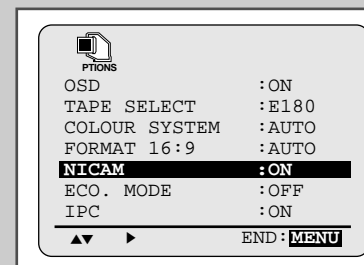 PTIONS
OSD :ON
TAPE SELECT :E180
COLOUR SYSTEM :AUTO
FORMAT 16:9 :AUTO
NICAM :ON
ECO. MODE :OFF
IPC :ON
▲▼ ▶ END:MENU